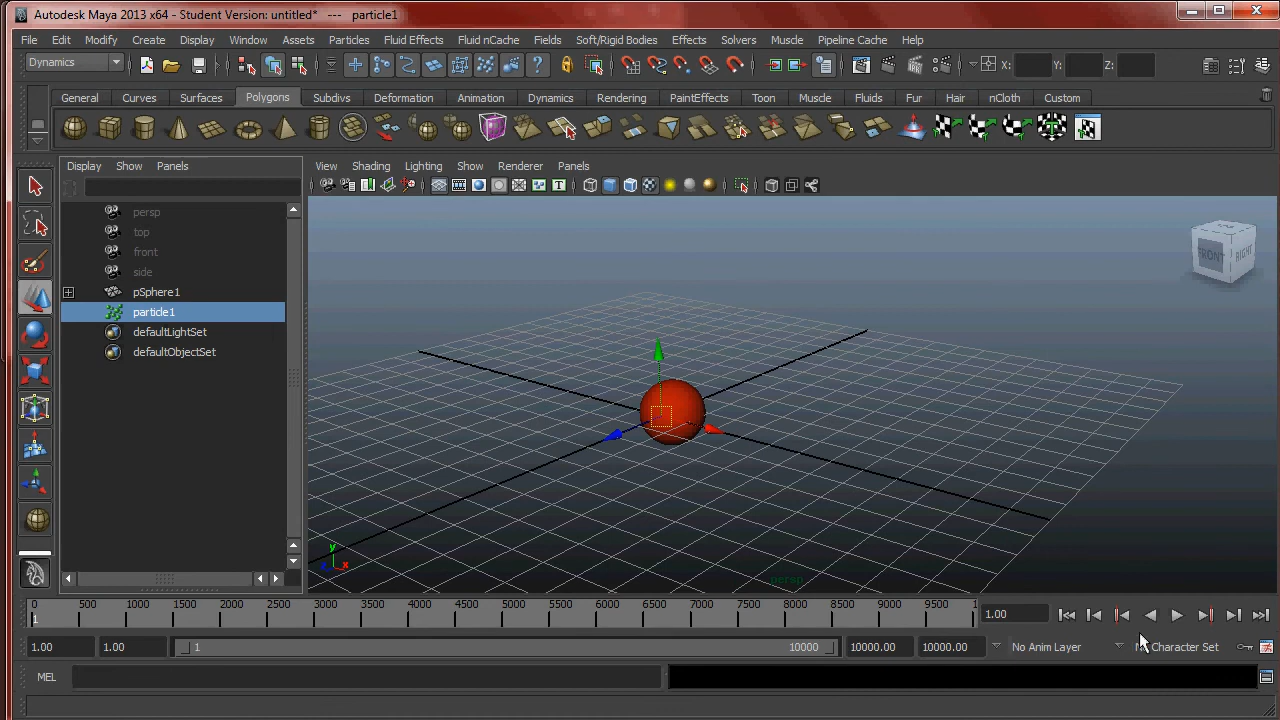 Autodesk Maya 2013 x64 - Student Version: untitled* --- particle1
File Edit Modify Create Display Window Assets Particles Fluid Effects Fluid nCache Fields Soft/Rigid Bodies Effects Solvers Muscle Pipeline Cache Help
Dynamics X: Y: Z:
General Curves Surfaces Polygons Subdivs Deformation Animation Dynamics Rendering PaintEffects Toon Muscle Fluids Fur Hair nCloth Custom
Display Show Panels
View Shading Lighting Show Renderer Panels
persp
top
front
side
pSphere1
particle1
defaultLightSet
defaultObjectSet
FRONT RIGHT
y
x
persp
0 500 1000 1500 2000 2500 3000 3500 4000 4500 5000 5500 6000 6500 7000 7500 8000 8500 9000 9500 1
1 1.00
1.00 1.00 1 10000 10000.00 10000.00 No Anim Layer Character Set
MEL